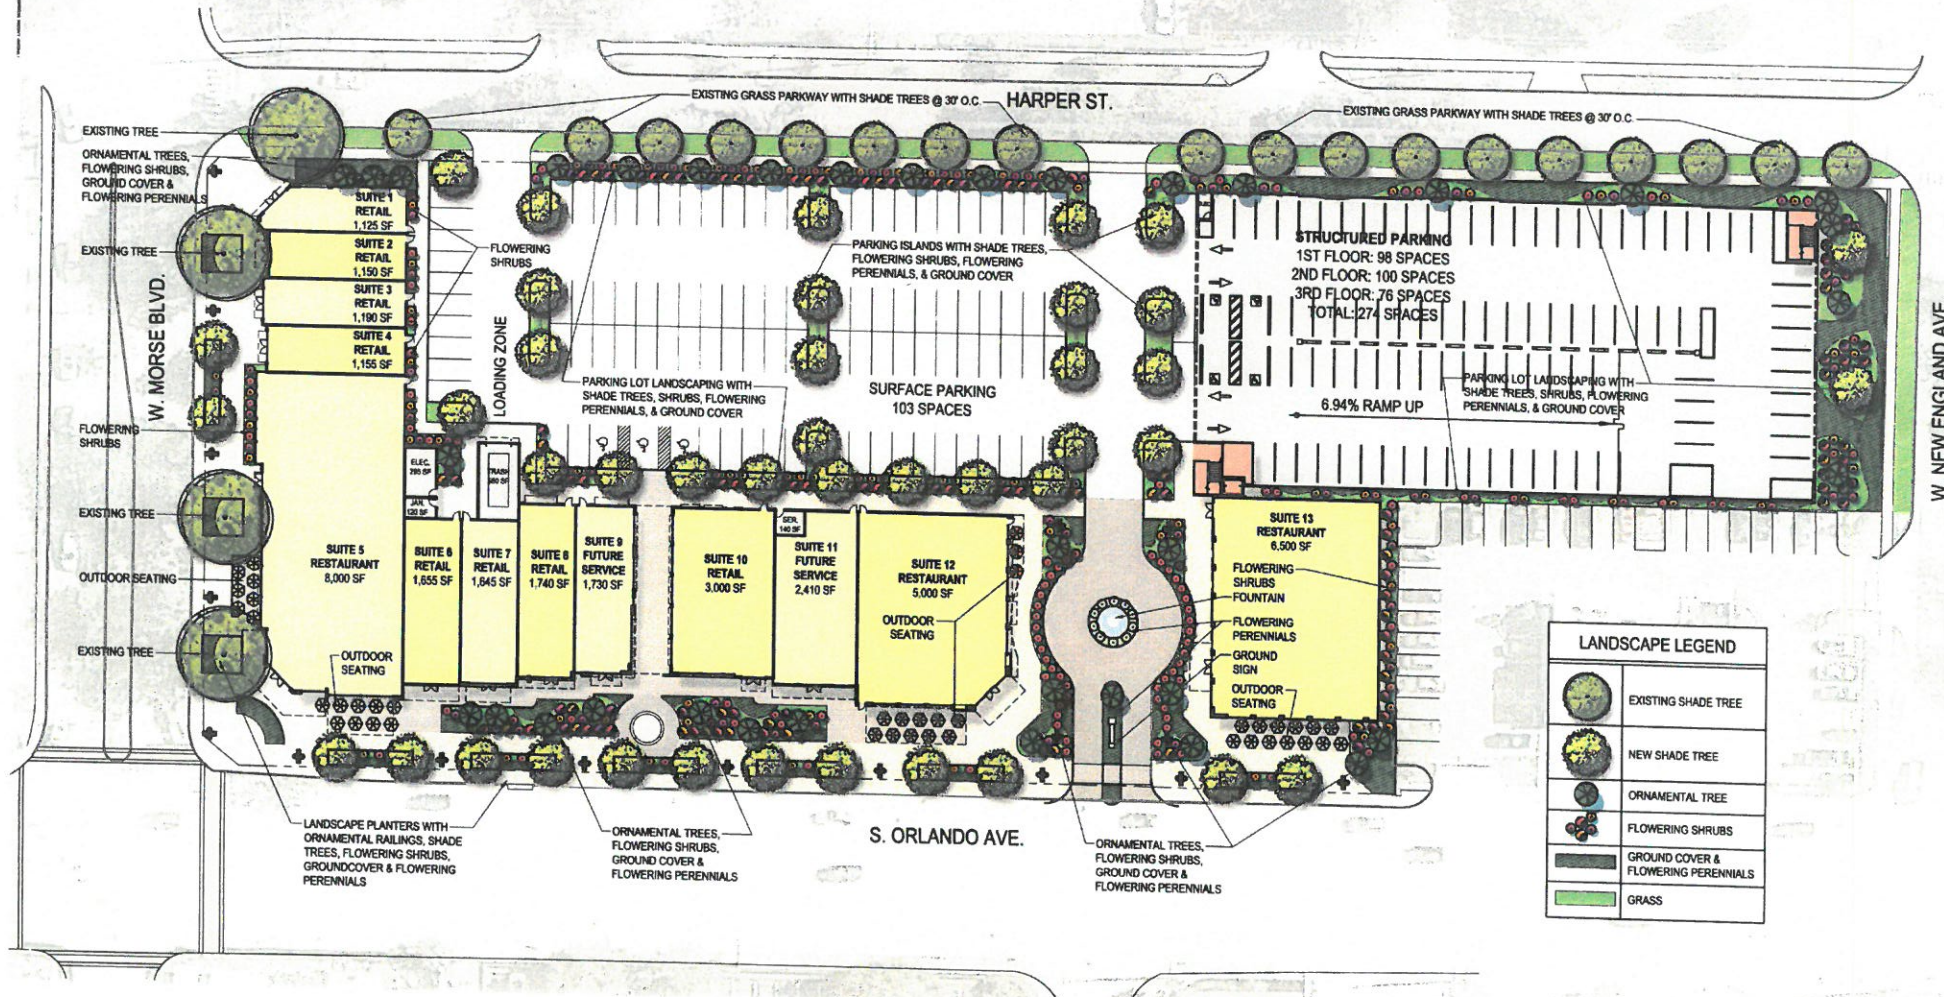 EXISTING GRASS PARKWAY WITH SHADE TREES @ 30' O.C.
HARPER ST.
EXISTING GRASS PARKWAY WITH SHADE TREES @ 30' O.C.
EXISTING TREE
ORNAMENTAL TREES,
FLOWERING SHRUBS,
GROUND COVER &
FLOWERING PERENNIALS
EXISTING TREE
W. MORSE BLVD.
FLOWERING
SHRUBS
EXISTING TREE
OUTDOOR SEATING
EXISTING TREE
SUITE 1
RETAIL
1,125 SF
SUITE 2
RETAIL
1,150 SF
SUITE 3
RETAIL
1,190 SF
SUITE 4
RETAIL
1,155 SF
FLOWERING
SHRUBS
LOADING ZONE
PARKING ISLANDS WITH SHADE TREES,
FLOWERING SHRUBS, FLOWERING
PERENNIALS, & GROUND COVER
PARKING LOT LANDSCAPING WITH
SHADE TREES, SHRUBS, FLOWERING
PERENNIALS, & GROUND COVER
SURFACE PARKING
103 SPACES
STRUCTURED PARKING
1ST FLOOR: 98 SPACES
2ND FLOOR: 100 SPACES
3RD FLOOR: 76 SPACES
TOTAL: 274 SPACES
PARKING LOT LANDSCAPING WITH
SHADE TREES, SHRUBS, FLOWERING
PERENNIALS, & GROUND COVER
6.94% RAMP UP
W. NEW ENGLAND AVE.
ELEC.
JAN.
120 SF
TRASH
SUITE 5
RESTAURANT
8,000 SF
SUITE 6
RETAIL
1,655 SF
SUITE 7
RETAIL
1,645 SF
SUITE 8
RETAIL
1,740 SF
SUITE 9
FUTURE
SERVICE
1,730 SF
SUITE 10
RETAIL
3,000 SF
SER.
140 SF
SUITE 11
FUTURE
SERVICE
2,410 SF
SUITE 12
RESTAURANT
5,000 SF
OUTDOOR
SEATING
SUITE 13
RESTAURANT
6,500 SF
FLOWERING
SHRUBS
FOUNTAIN
FLOWERING
PERENNIALS
GROUND
SIGN
OUTDOOR
SEATING
OUTDOOR
SEATING
LANDSCAPE PLANTERS WITH
ORNAMENTAL RAILINGS, SHADE
TREES, FLOWERING SHRUBS,
GROUNDCOVER & FLOWERING
PERENNIALS
ORNAMENTAL TREES,
FLOWERING SHRUBS,
GROUND COVER &
FLOWERING PERENNIALS
S. ORLANDO AVE.
ORNAMENTAL TREES,
FLOWERING SHRUBS,
GROUND COVER &
FLOWERING PERENNIALS
LANDSCAPE LEGEND
EXISTING SHADE TREE
NEW SHADE TREE
ORNAMENTAL TREE
FLOWERING SHRUBS
GROUND COVER &
FLOWERING PERENNIALS
GRASS